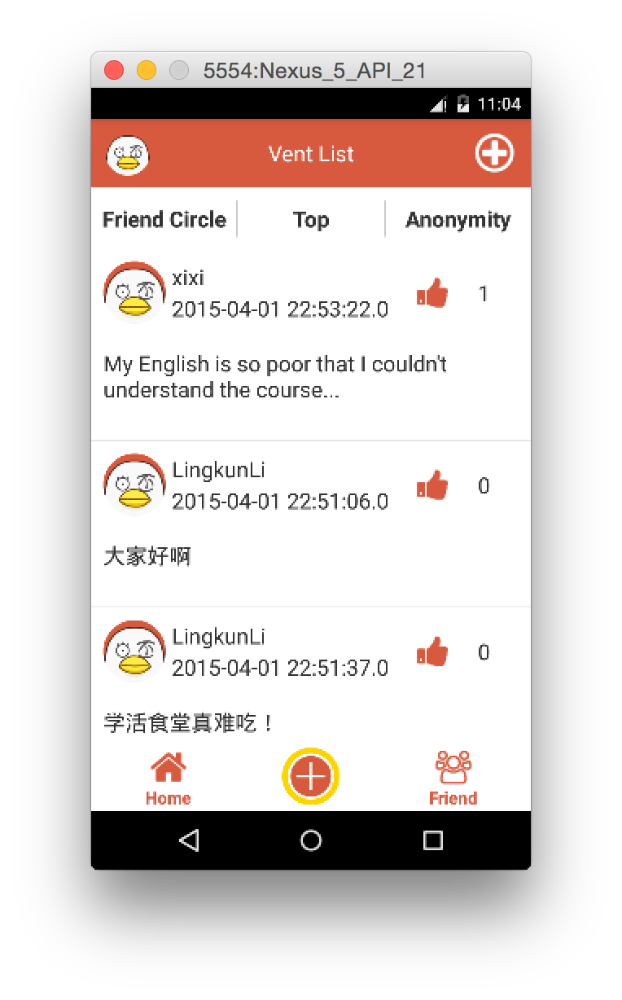 5554:Nexus_5_API_21
11:04
Vent List
Friend Circle
Top
Anonymity
xixi
1
2015-04-01 22:53:22.0
My English is so poor that I couldn't
understand the course...
LingkunLi
0
2015-04-01 22:51:06.0
大家好啊
LingkunLi
0
2015-04-01 22:51:37.0
学活食堂真难吃！
Home
Friend